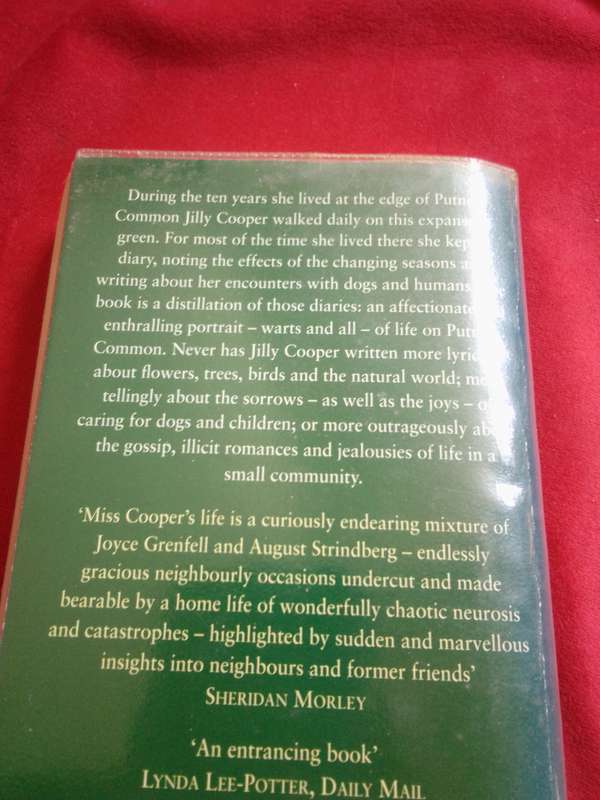 During the ten years she lived at the edge of
Common Jilly Cooper walked daily on this
green. For most of the time she lived there she
diary, noting the effects of the changing seasons
writing about her encounters with dogs and humans
book is a distillation of those diaries: an affectionate
enthralling portrait – warts and all – of life on
Common. Never has Jilly Cooper written more
about flowers, trees, birds and the natural world;
tellingly about the sorrows – as well as the joys –
caring for dogs and children; or more outrageously
the gossip, illicit romances and jealousies of life in a
small community.
‘Miss Cooper's life is a curiously endearing mixture of
Joyce Grenfell and August Strindberg – endlessly
gracious neighbourly occasions undercut and made
bearable by a home life of wonderfully chaotic neurosis
and catastrophes – highlighted by sudden and marvellous
insights into neighbours and former friends’
SHERIDAN MORLEY
‘An entrancing book’
LYNDA LEE-POTTER, DAILY MAIL